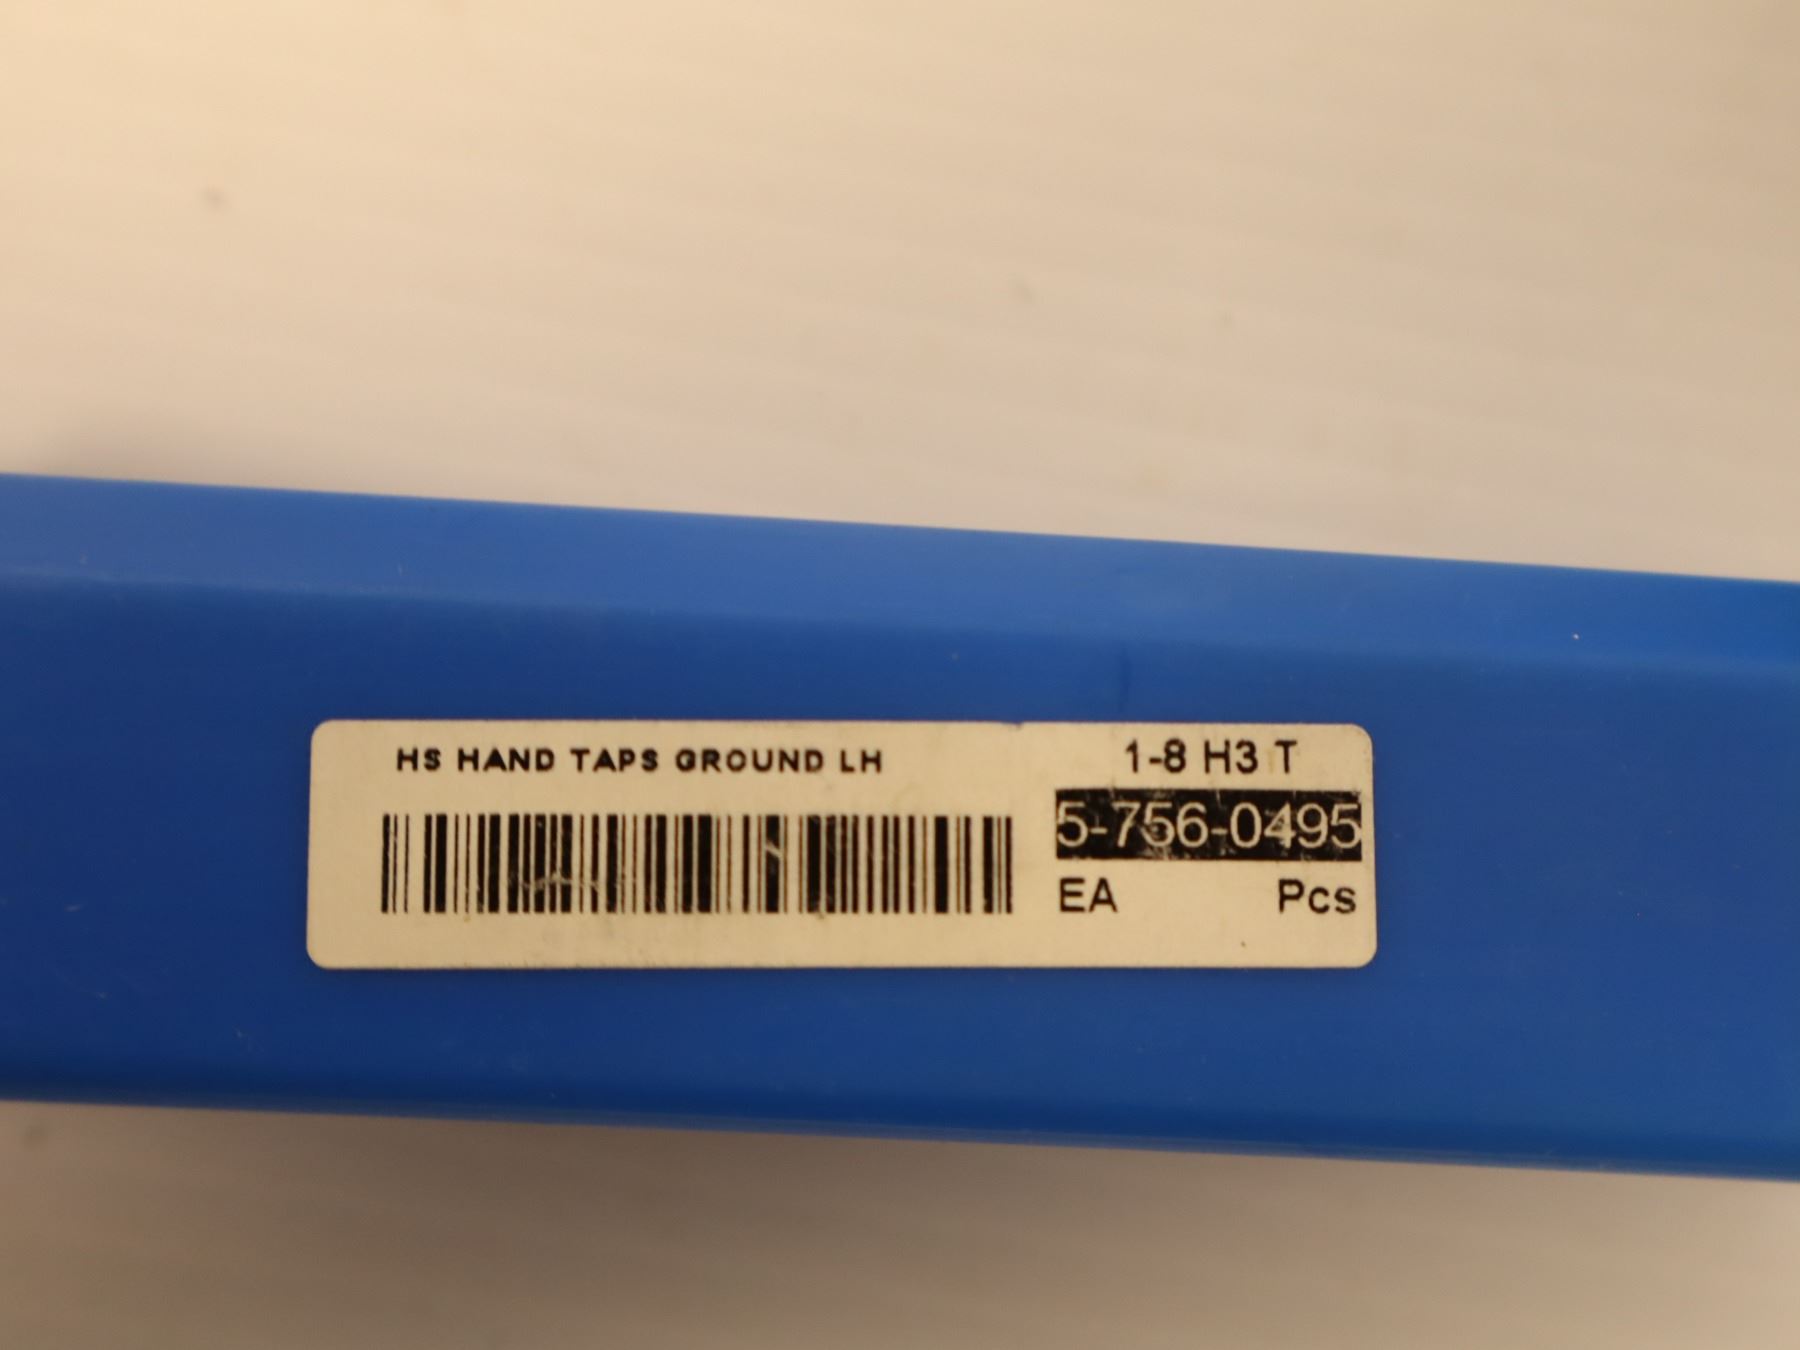 HS HAND TAPS GROUND LH
1-8 H3 T
5-756-0495
EA Pcs